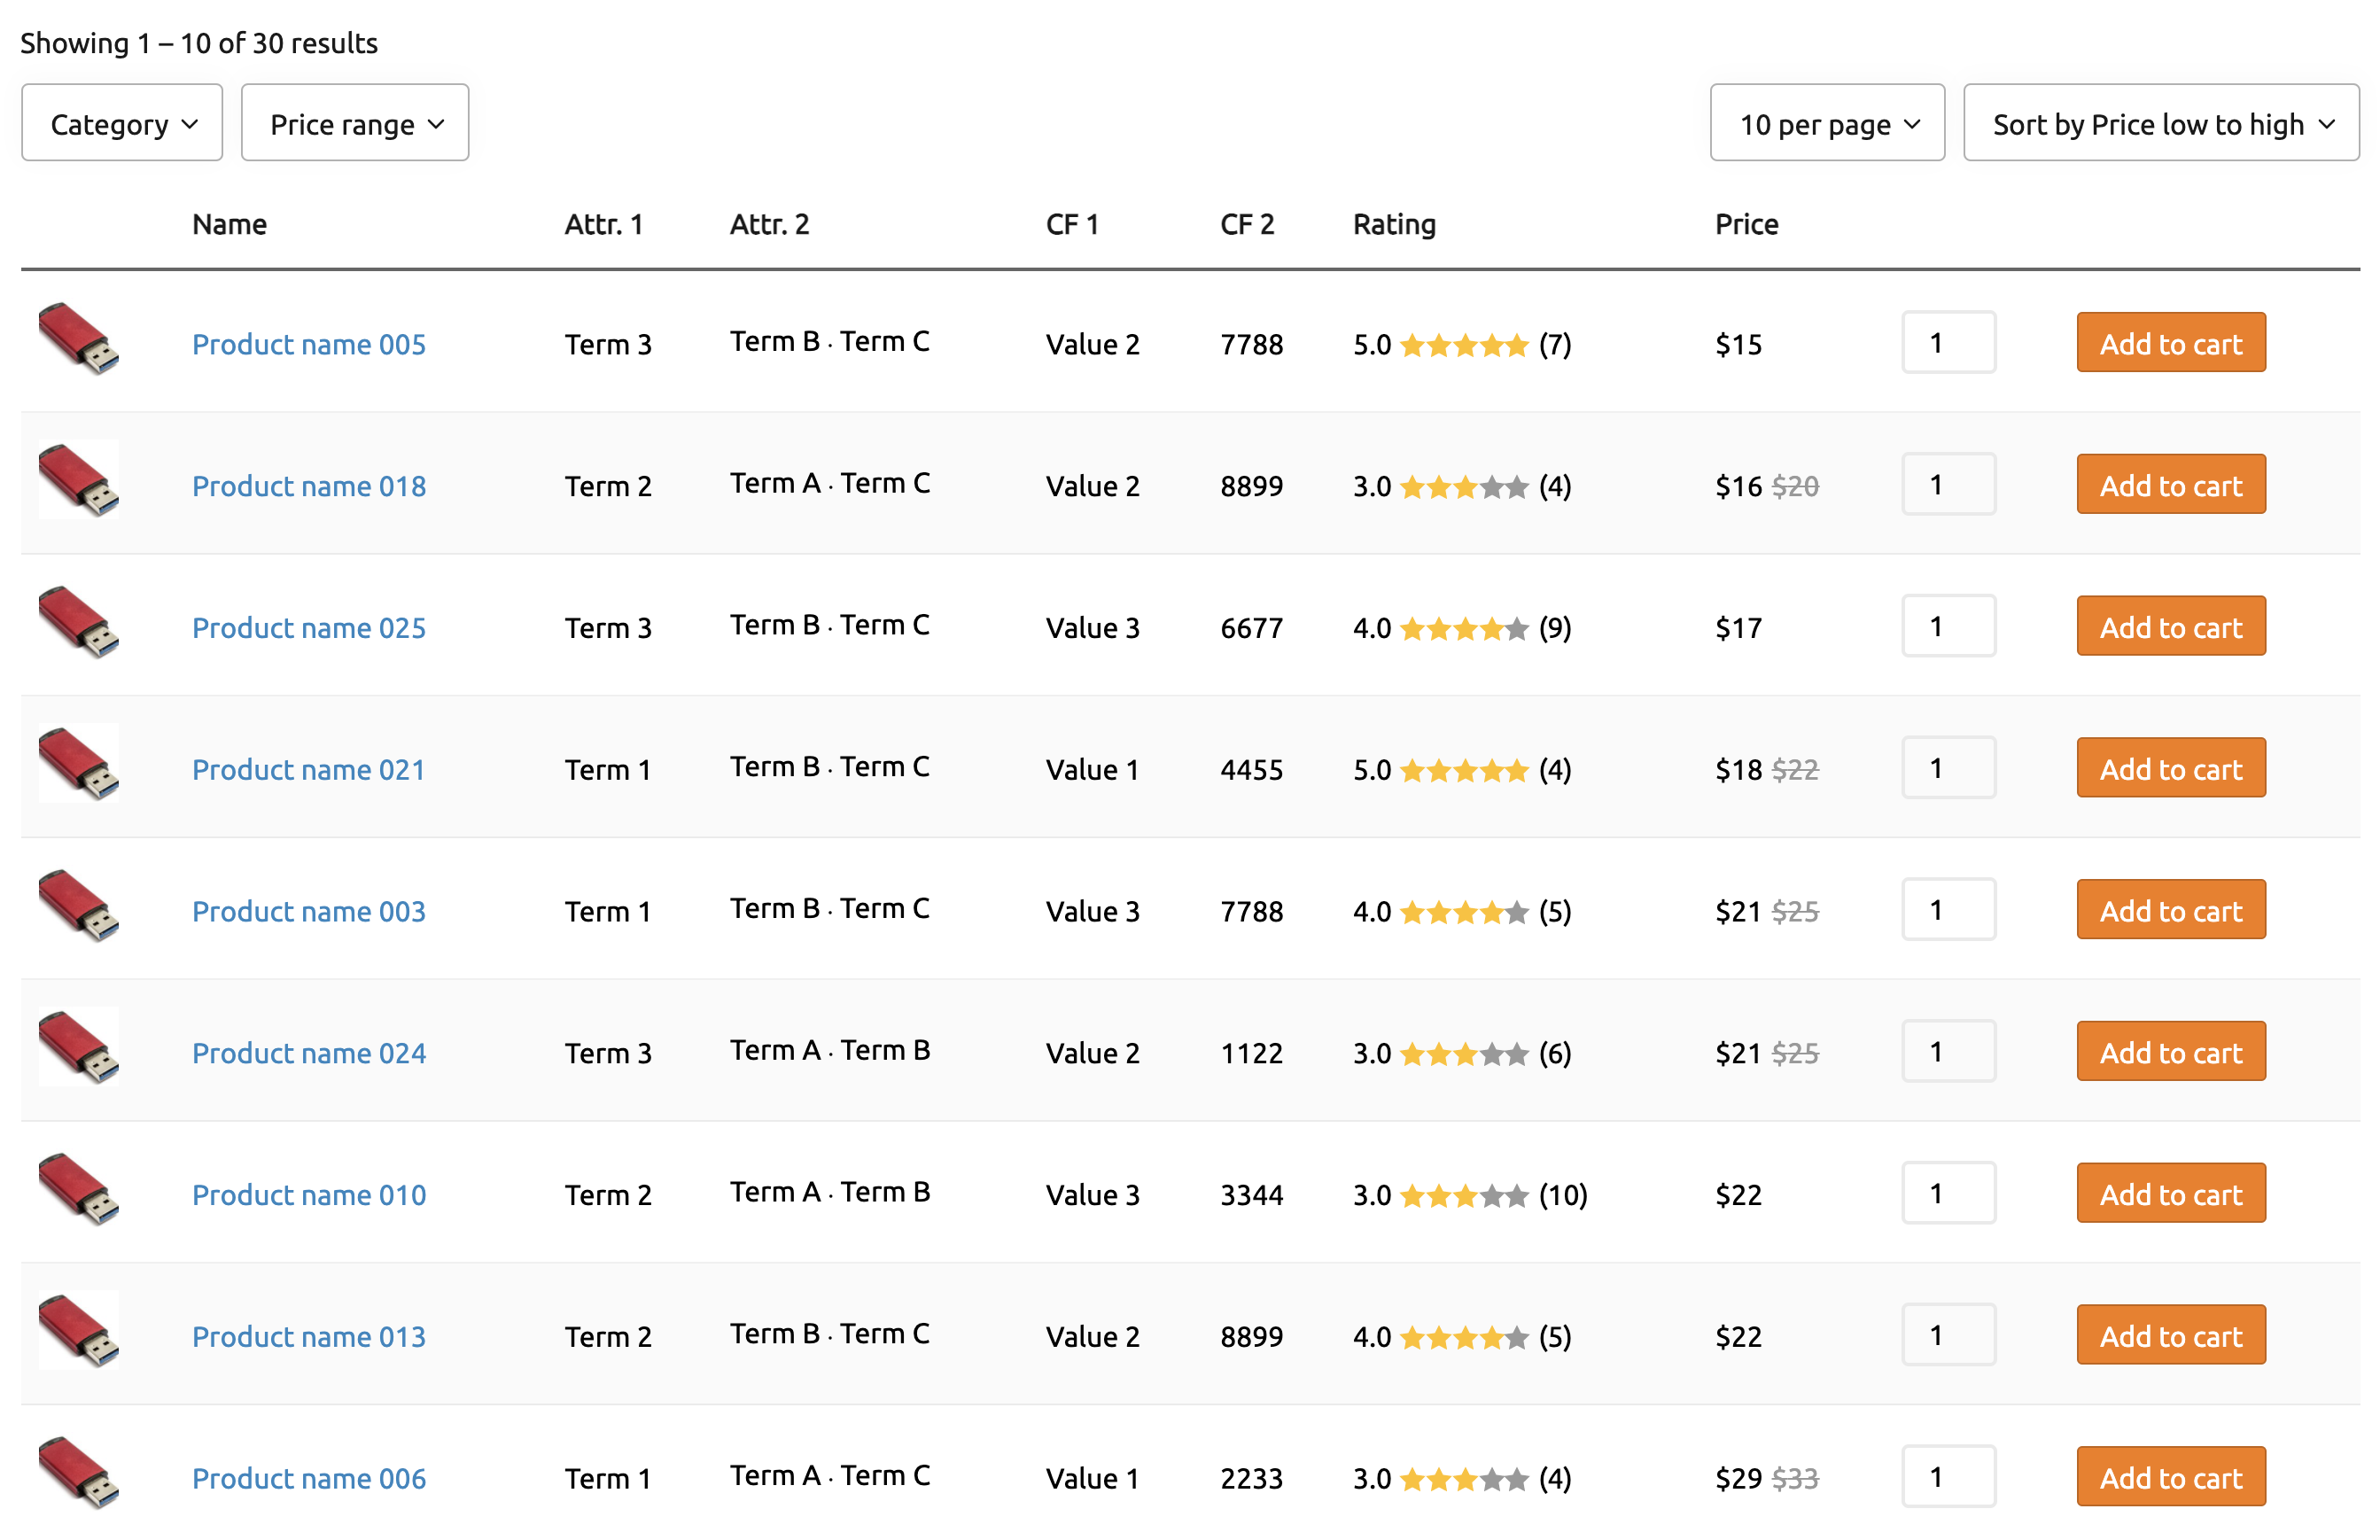 Showing 1 – 10 of 30 results
Category Price range 10 per page Sort by Price low to high
Name Attr. 1 Attr. 2 CF 1 CF 2 Rating Price
Product name 005 Term 3 Term B . Term C Value 2 7788 5.0 (7) $15 1 Add to cart
Product name 018 Term 2 Term A . Term C Value 2 8899 3.0 (4) $16 $20 1 Add to cart
Product name 025 Term 3 Term B . Term C Value 3 6677 4.0 (9) $17 1 Add to cart
Product name 021 Term 1 Term B . Term C Value 1 4455 5.0 (4) $18 $22 1 Add to cart
Product name 003 Term 1 Term B . Term C Value 3 7788 4.0 (5) $21 $25 1 Add to cart
Product name 024 Term 3 Term A . Term B Value 2 1122 3.0 (6) $21 $25 1 Add to cart
Product name 010 Term 2 Term A . Term B Value 3 3344 3.0 (10) $22 1 Add to cart
Product name 013 Term 2 Term B . Term C Value 2 8899 4.0 (5) $22 1 Add to cart
Product name 006 Term 1 Term A . Term C Value 1 2233 3.0 (4) $29 $33 1 Add to cart